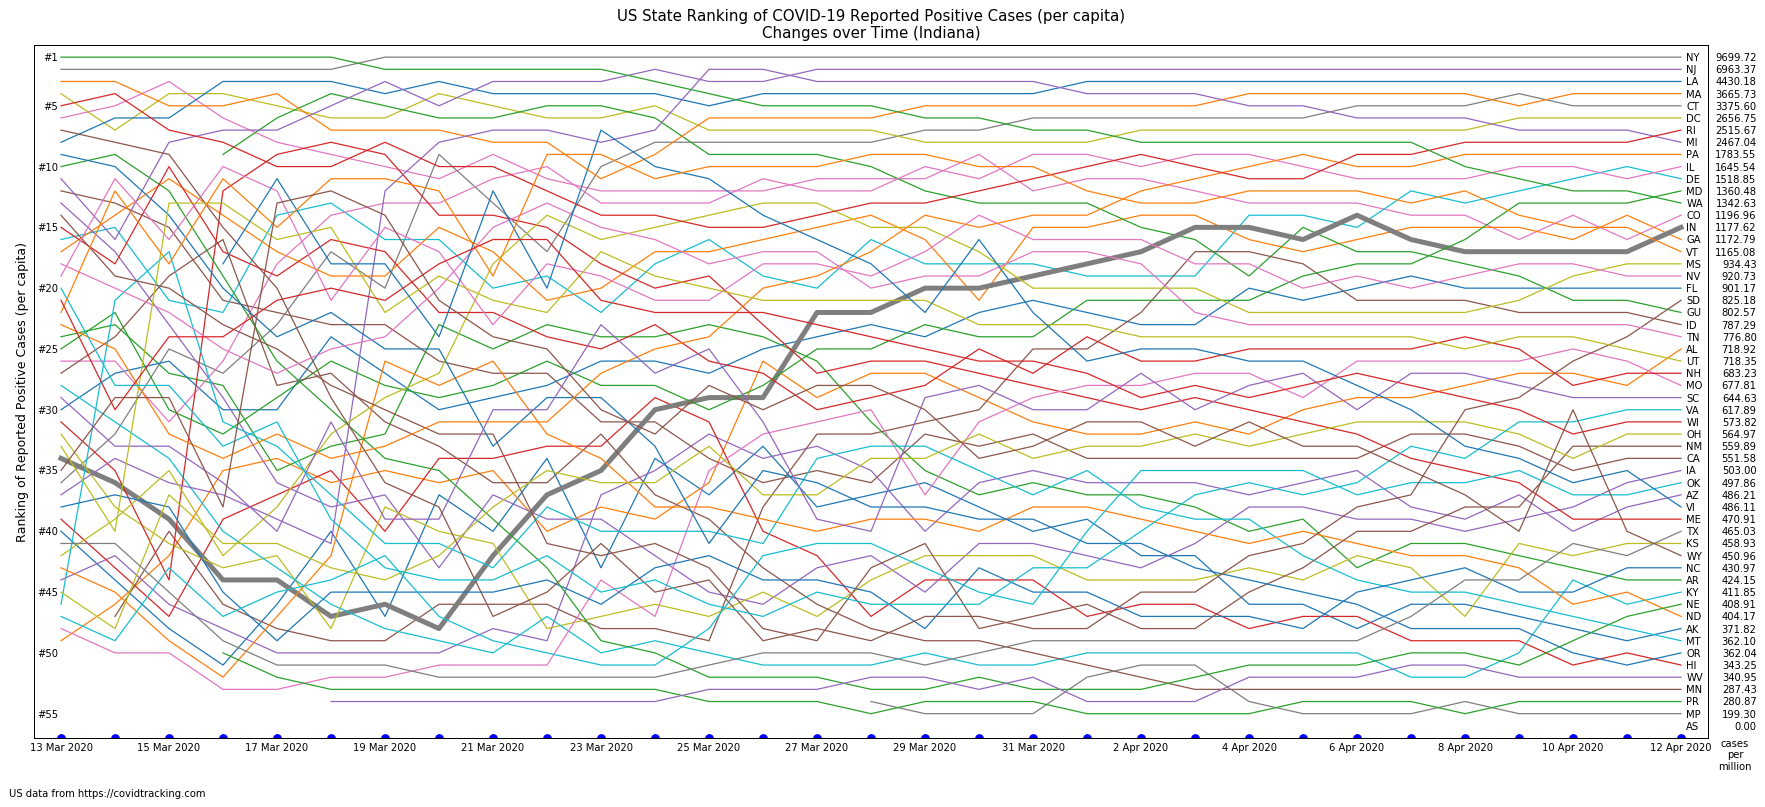 US State Ranking of COVID-19 Reported Positive Cases (per capita)
Changes over Time (Indiana)
Ranking of Reported Positive Cases (per capita)
#1
#5
#10
#15
#20
#25
#30
#35
#40
#45
#50
#55
NY 9699.72
NJ 6963.37
LA 4430.18
MA 3665.73
CT 3375.60
DC 2656.75
RI 2515.67
MI 2467.04
PA 1783.55
IL 1645.54
DE 1518.85
MD 1360.48
WA 1342.63
CO 1196.96
IN 1177.62
GA 1172.79
VT 1165.08
MS 934.43
NV 920.73
FL 901.17
SD 825.18
GU 802.57
ID 787.29
TN 776.80
AL 718.92
UT 718.35
NH 683.23
MO 677.81
SC 644.63
VA 617.89
WI 573.82
OH 564.97
NM 559.89
CA 551.58
IA 503.00
OK 497.86
AZ 486.21
VI 486.11
ME 470.91
TX 465.03
KS 458.93
WY 450.96
NC 430.97
AR 424.15
KY 411.85
NE 408.91
ND 404.17
AK 371.82
MT 362.10
OR 362.04
HI 343.25
WV 340.95
MN 287.43
PR 280.87
MP 199.30
AS 0.00
13 Mar 2020 15 Mar 2020 17 Mar 2020 19 Mar 2020 21 Mar 2020 23 Mar 2020 25 Mar 2020 27 Mar 2020 29 Mar 2020 31 Mar 2020 2 Apr 2020 4 Apr 2020 6 Apr 2020 8 Apr 2020 10 Apr 2020 12 Apr 2020
cases
per
million
US data from https://covidtracking.com